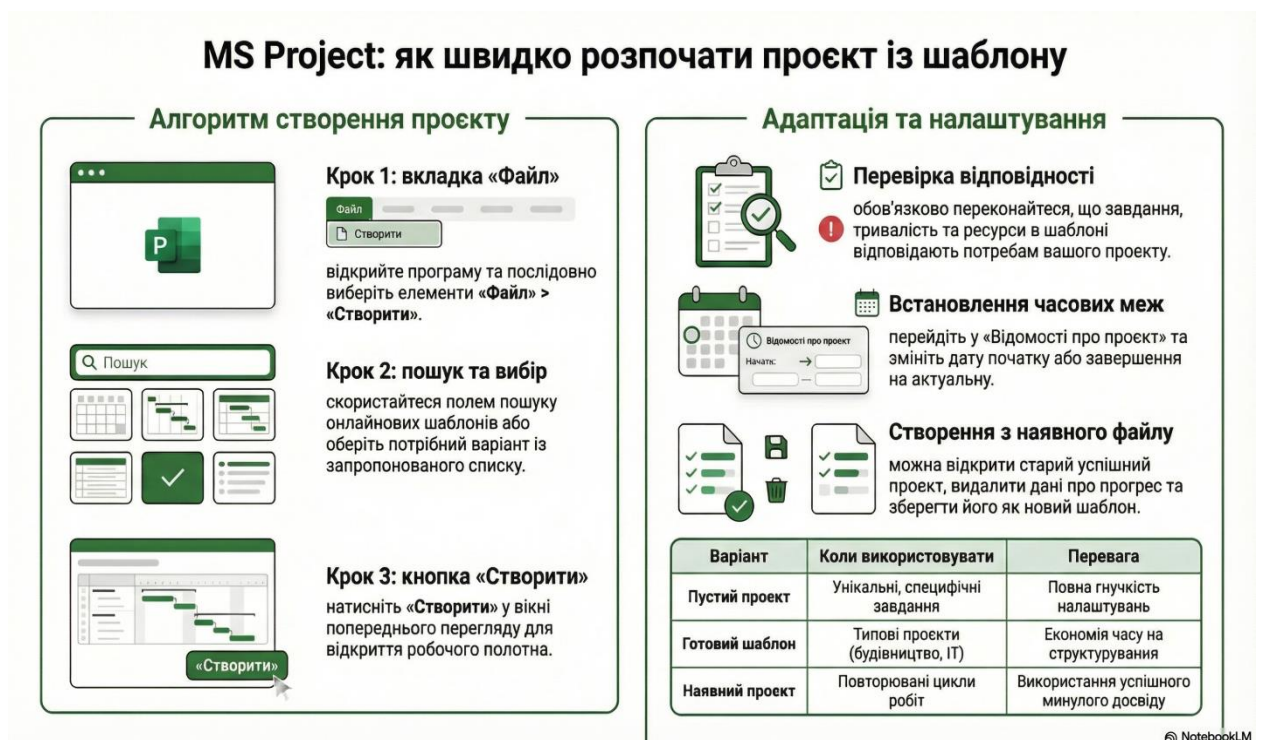 MS Project: як швидко розпочати проєкт із шаблону
Алгоритм створення проєкту
P
Крок 1: вкладка «Файл»
Файл
Створити
відкрийте програму та послідовно
виберіть елементи «Файл» >
«Створити».
Пошук
Крок 2: пошук та вибір
скористайтеся полем пошуку
онлайнових шаблонів або
оберіть потрібний варіант із
запропонованого списку.
Крок 3: кнопка «Створити»
натисніть «Створити» у вікні
попереднього перегляду для
відкриття робочого полотна.
«Створити»
Адаптація та налаштування
Перевірка відповідності
обов'язково переконайтеся, що завдання,
тривалість та ресурси в шаблоні
відповідають потребам вашого проекту.
Встановлення часових меж
Відомості про проект
Начатк:
перейдіть у «Відомості про проєкт» та
змініть дату початку або завершення
на актуальну.
Створення з наявного файлу
можна відкрити старий успішний
проект, видалити дані про прогрес та
зберегти його як новий шаблон.
Варіант Коли використовувати Перевага
Пустий проект Унікальні, специфічні завдання Повна гнучкість налаштувань
Готовий шаблон Типові проєкти (будівництво, ІТ) Економія часу на структурування
Наявний проект Повторювані цикли робіт Використання успішного минулого досвіду
NotebookLM